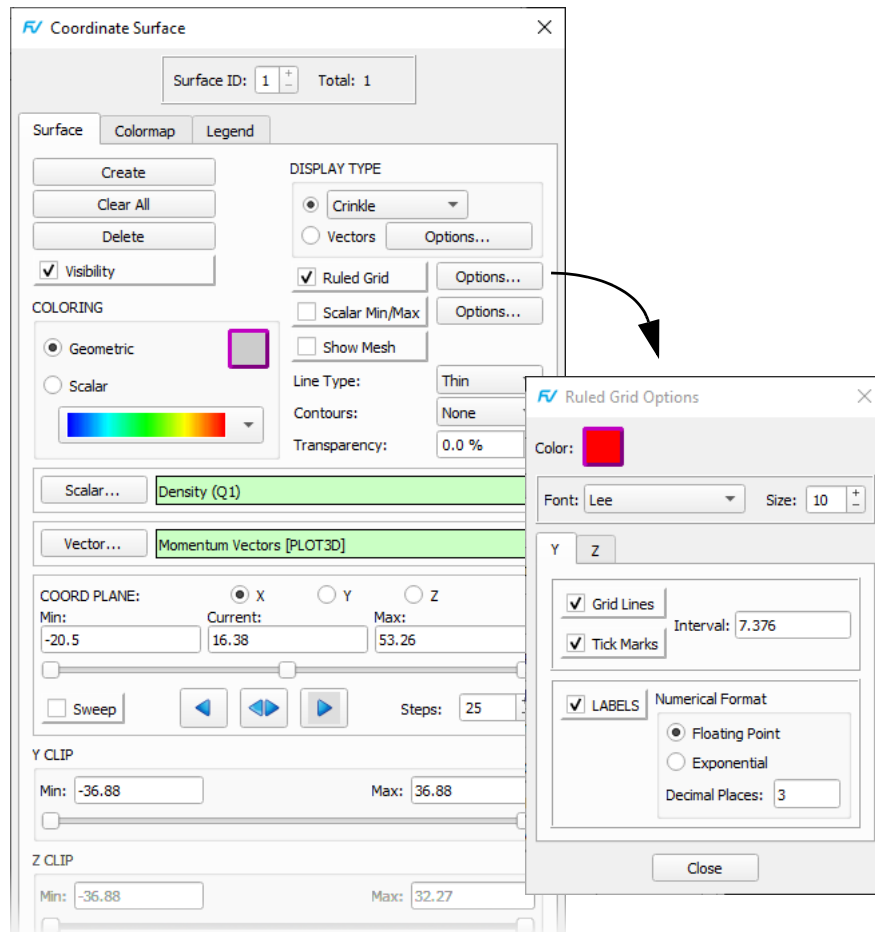 FV Coordinate Surface
Surface ID: 1 Total: 1
Surface Colormap Legend
Create
Clear All
Delete
Visibility
DISPLAY TYPE
Crinkle
Vectors Options...
Ruled Grid Options...
Scalar Min/Max Options...
Show Mesh
COLORING
Geometric
Scalar
Line Type: Thin
Contours: None
Transparency: 0.0 %
Scalar... Density (Q1)
Vector... Momentum Vectors [PLOT3D]
COORD PLANE: X Y Z
Min: Current: Max:
-20.5 16.38 53.26
Sweep Steps: 25
Y CLIP
Min: -36.88 Max: 36.88
Z CLIP
Min: -36.88 Max: 32.27
FV Ruled Grid Options
Color:
Font: Lee Size: 10
Y Z
Grid Lines
Tick Marks
Interval: 7.376
LABELS
Numerical Format
Floating Point
Exponential
Decimal Places: 3
Close